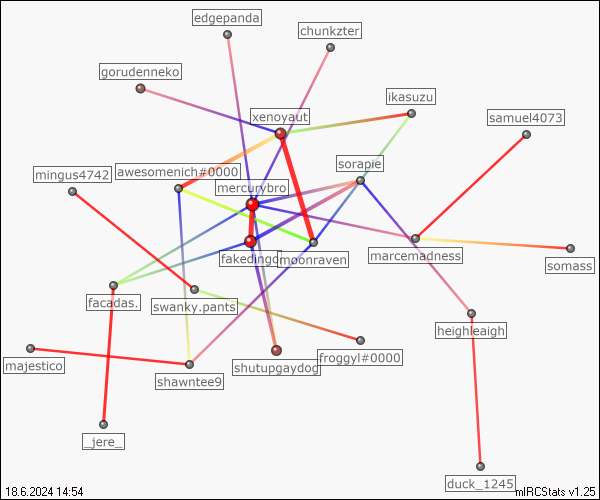 edgepanda
chunkzter
gorudenneko
ikasuzu
xenoyaut
samuel4073
sorapie
awesomenich#0000
mingus4742
mercurybro
marcemadness
fakedingo
moonraven
somass
facadas.
swanky.pants
heighleaigh
froggyl#0000
majestico
shutupgaydog
shawntee9
_jere_
duck_1245
18.6.2024 14:54
mIRCStats v1.25